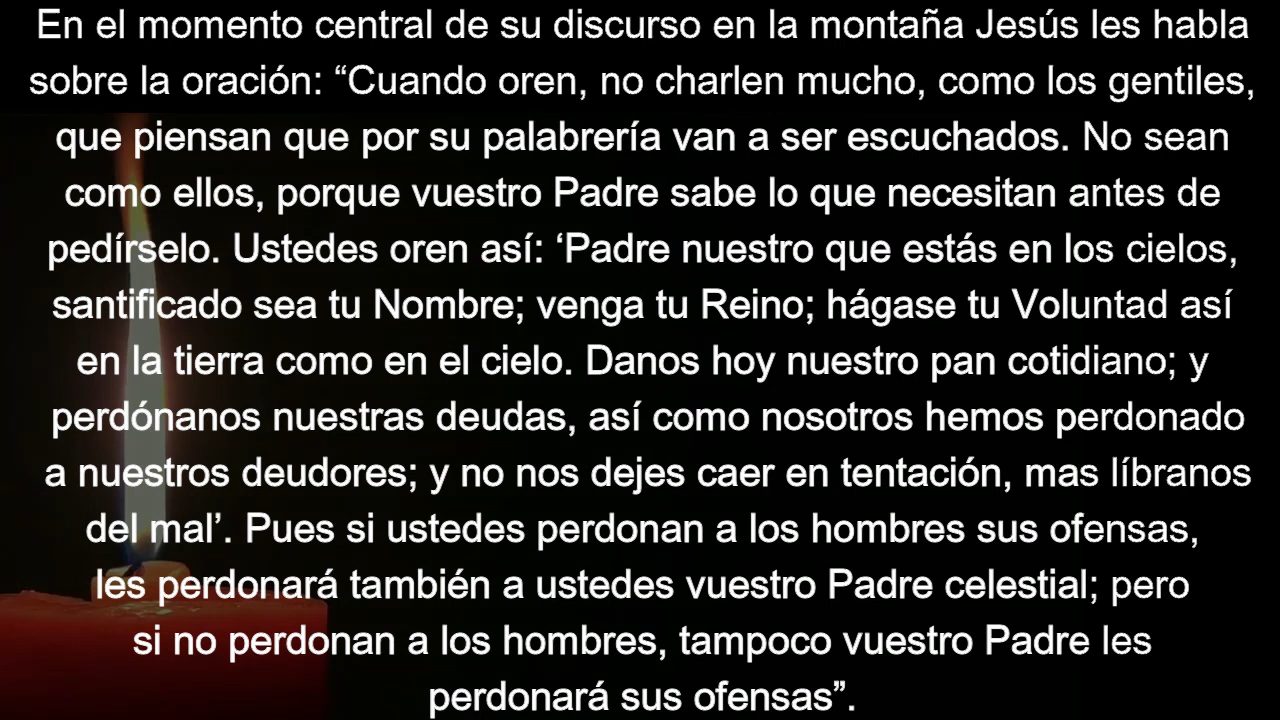 En el momento central de su discurso en la montaña Jesús les habla
sobre la oración: “Cuando oren, no charlen mucho, como los gentiles,
que piensan que por su palabrería van a ser escuchados. No sean
como ellos, porque vuestro Padre sabe lo que necesitan antes de
pedírselo. Ustedes oren así: ‘Padre nuestro que estás en los cielos,
santificado sea tu Nombre; venga tu Reino; hágase tu Voluntad así
en la tierra como en el cielo. Danos hoy nuestro pan cotidiano; y
perdónanos nuestras deudas, así como nosotros hemos perdonado
a nuestros deudores; y no nos dejes caer en tentación, mas líbranos
del mal’. Pues si ustedes perdonan a los hombres sus ofensas,
les perdonará también a ustedes vuestro Padre celestial; pero
si no perdonan a los hombres, tampoco vuestro Padre les
perdonará sus ofensas”.